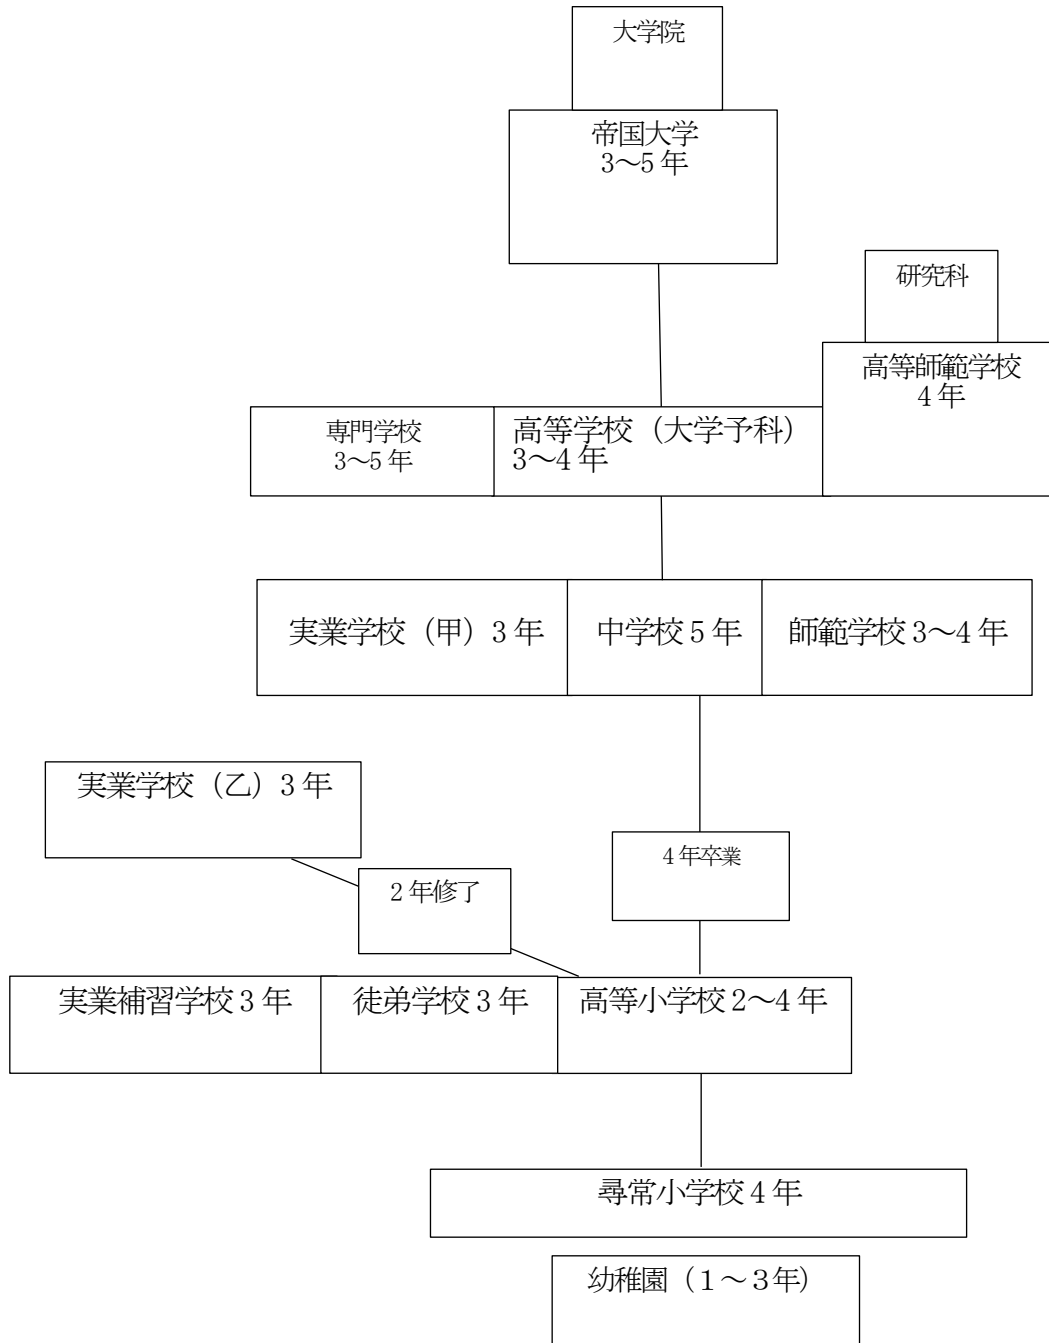 大学院
帝国大学
3～5 年
研究科
高等師範学校
4 年
専門学校
3～5 年
高等学校（大学予科）
3～4 年
実業学校（甲）3 年
中学校 5 年
師範学校 3～4 年
実業学校（乙）3 年
4 年卒業
2 年修了
実業補習学校 3 年
徒弟学校 3 年
高等小学校 2～4 年
尋常小学校 4 年
幼稚園（１～３年）